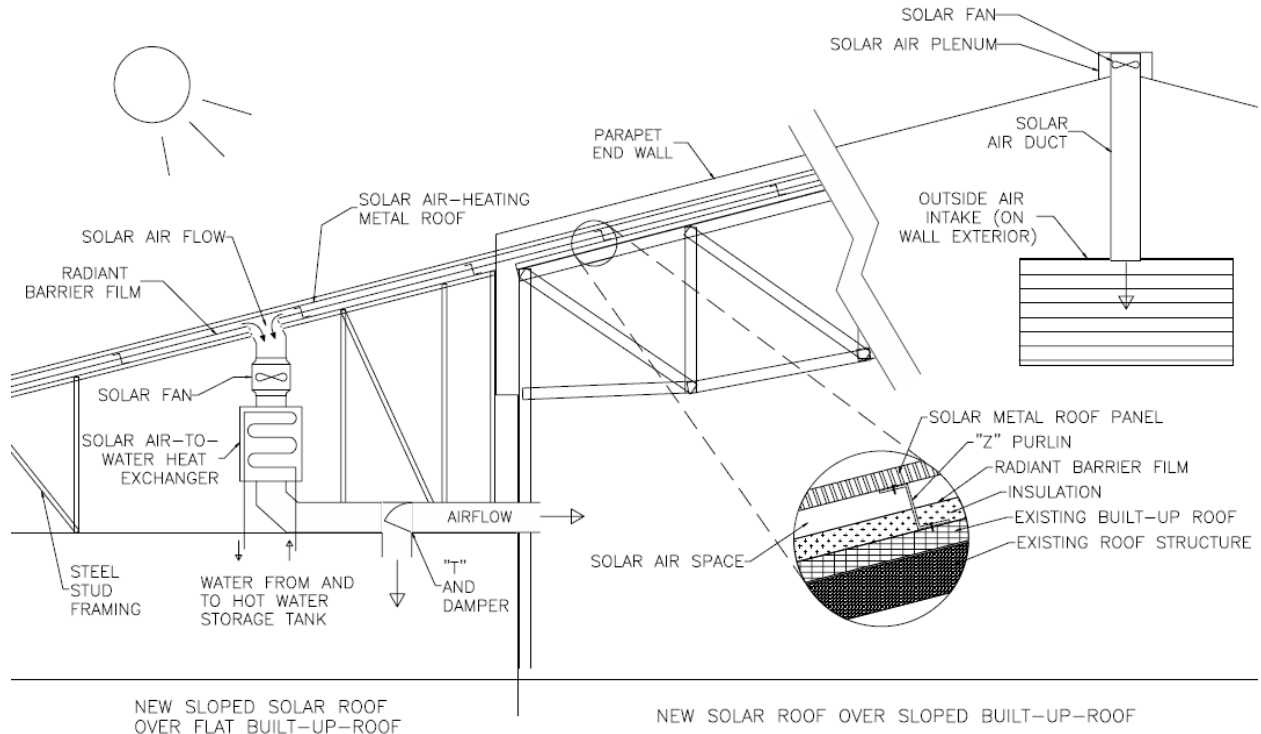 SOLAR FAN
SOLAR AIR PLENUM
SOLAR
AIR DUCT
PARAPET
END WALL
SOLAR AIR-HEATING
METAL ROOF
OUTSIDE AIR
INTAKE (ON
WALL EXTERIOR)
SOLAR AIR FLOW
RADIANT
BARRIER FILM
SOLAR FAN
SOLAR AIR-TO-
WATER HEAT
EXCHANGER
AIRFLOW
STEEL
STUD
FRAMING
WATER FROM AND
TO HOT WATER
STORAGE TANK
"T"
AND
DAMPER
SOLAR METAL ROOF PANEL
"Z" PURLIN
RADIANT BARRIER FILM
INSULATION
EXISTING BUILT-UP ROOF
EXISTING ROOF STRUCTURE
SOLAR AIR SPACE
NEW SLOPED SOLAR ROOF
OVER FLAT BUILT-UP-ROOF
NEW SOLAR ROOF OVER SLOPED BUILT-UP-ROOF